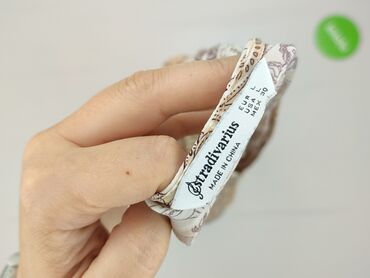 EUR L
USA L
MEX 30
stradivarius
MADE IN CHINA